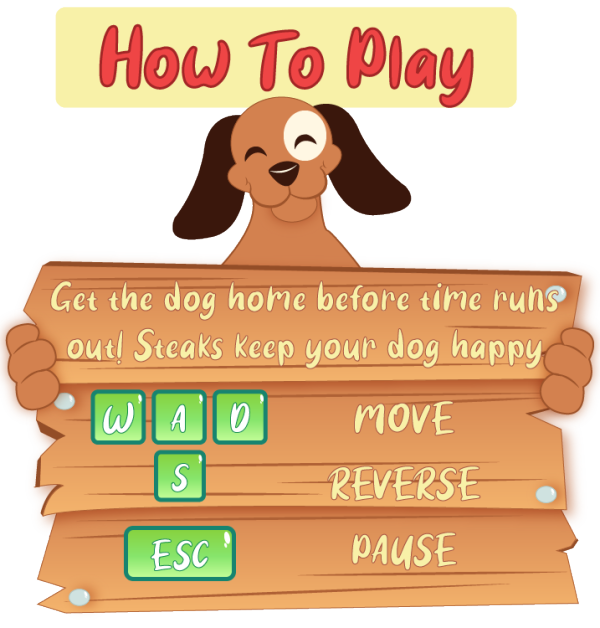 How To Play
Get the dog home before time runs
out! Steaks keep your dog happy
W A D MOVE
S REVERSE
ESC PAUSE